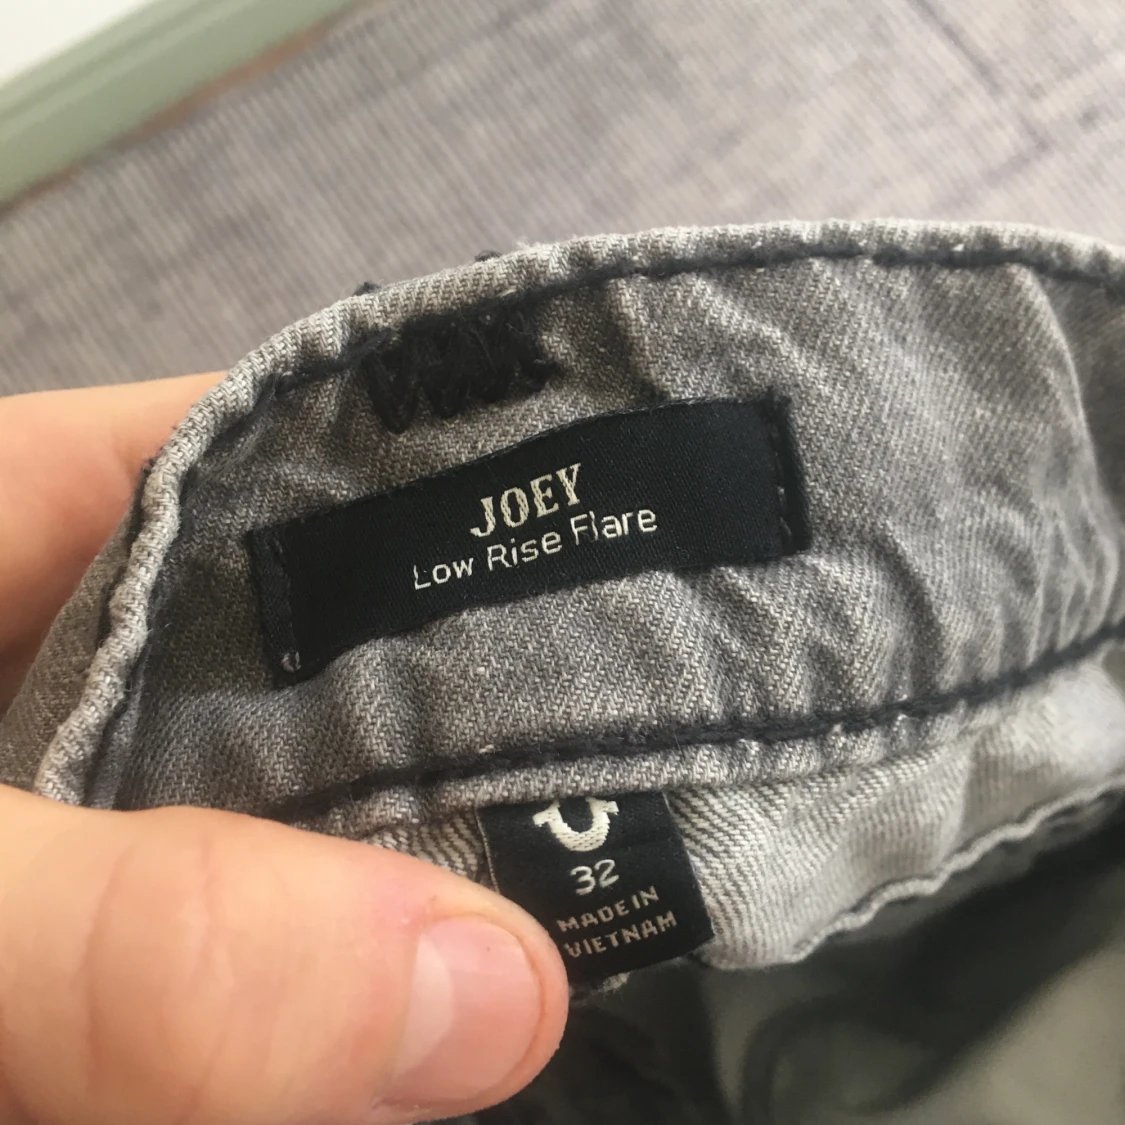 JOEY
Low Rise Flare
32
MADE IN
VIETNAM